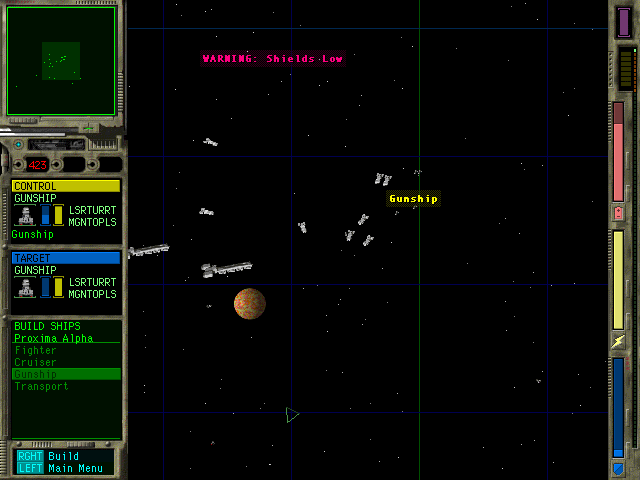 WARNING: Shields Low
423
CONTROL
GUNSHIP
LSRTURRT
MGNTOPLS
Gunship
Gunship
TARGET
GUNSHIP
LSRTURRT
MGNTOPLS
BUILD SHIPS
Proxima Alpha
Fighter
Cruiser
Gunship
Transport
RGHT Build
LEFT Main Menu